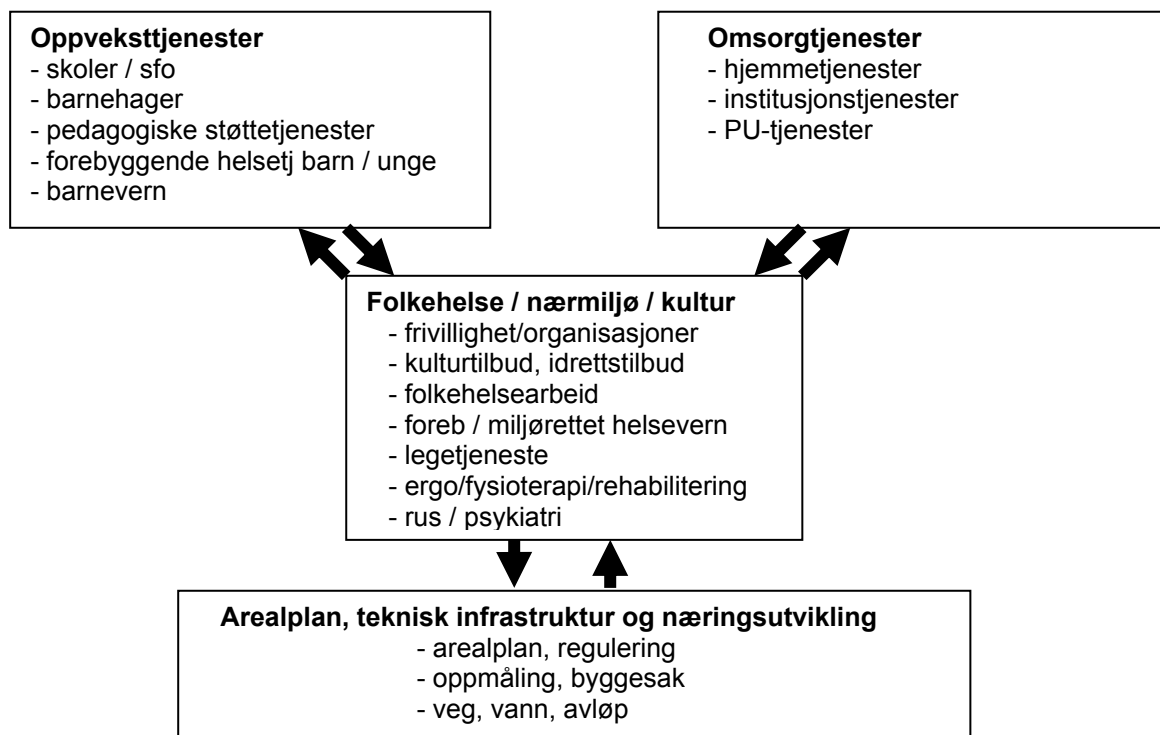 Oppveksttjenester
- skoler / sfo
- barnehager
- pedagogiske støttetjenester
- forebyggende helsetj barn / unge
- barnevern
Omsorgtjenester
- hjemmetjenester
- institusjonstjenester
- PU-tjenester
Folkehelse / nærmiljø / kultur
- frivillighet/organisasjoner
- kulturtilbud, idrettstilbud
- folkehelsearbeid
- foreb / miljørettet helsevern
- legetjeneste
- ergo/fysioterapi/rehabilitering
- rus / psykiatri
Arealplan, teknisk infrastruktur og næringsutvikling
- arealplan, regulering
- oppmåling, byggesak
- veg, vann, avløp